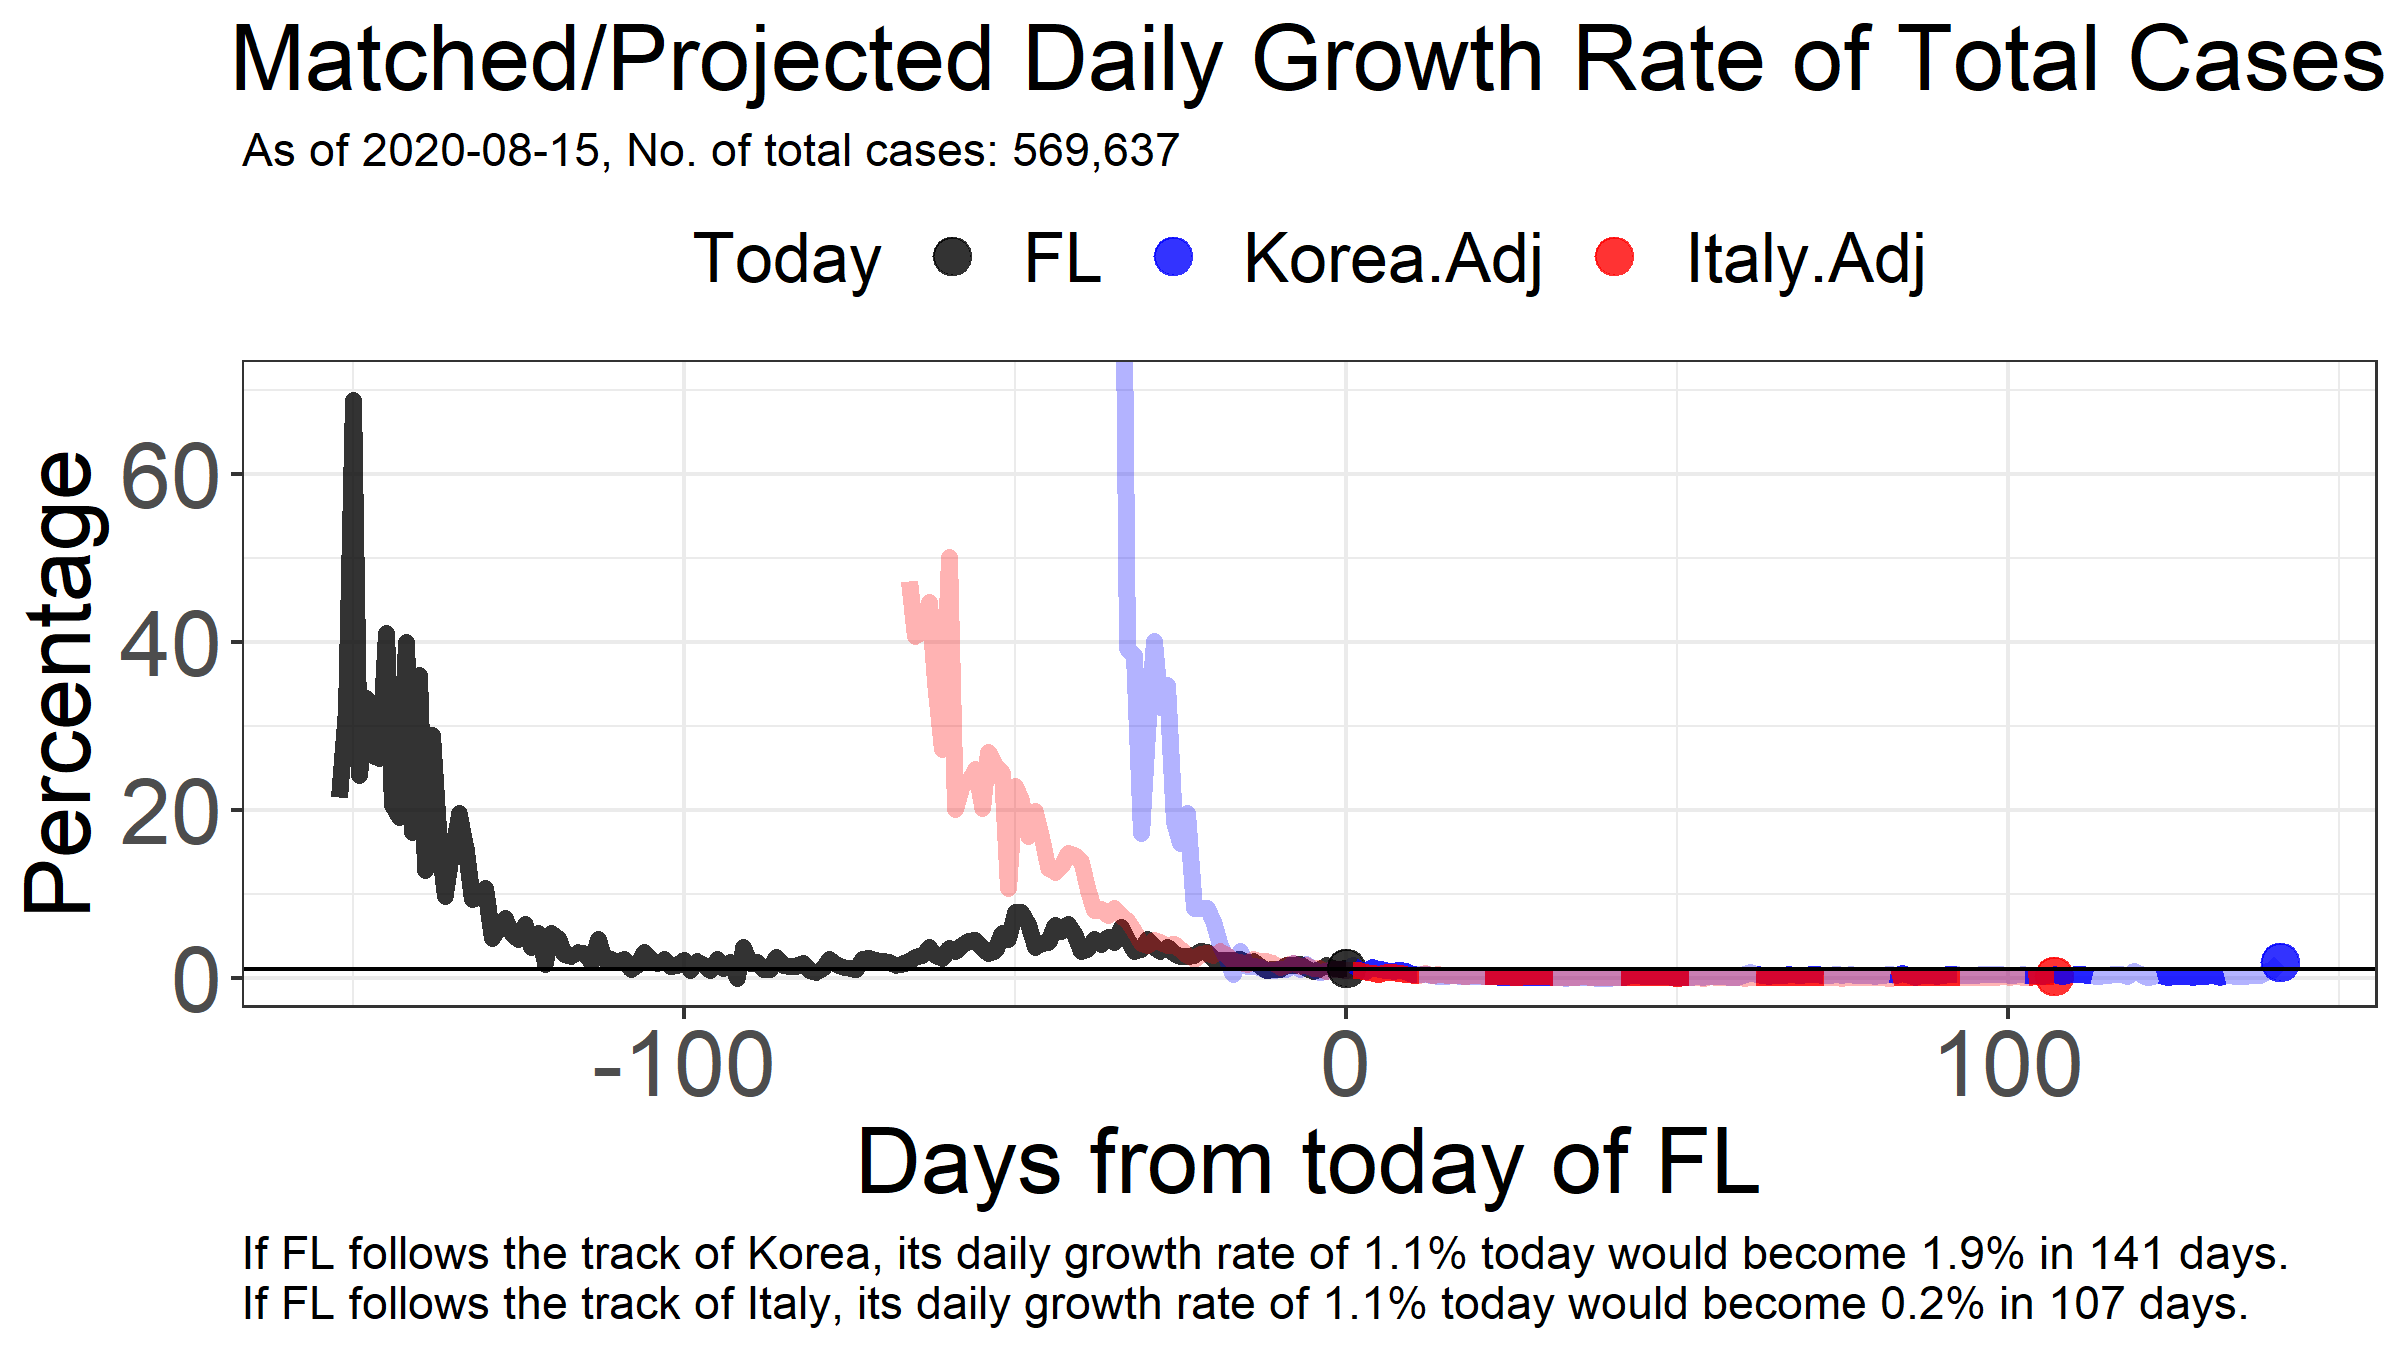 Matched/Projected Daily Growth Rate of Total Cases
As of 2020-08-15, No. of total cases: 569,637
Today FL Korea.Adj Italy.Adj
Percentage
60
40
20
0
-100 0 100
Days from today of FL
If FL follows the track of Korea, its daily growth rate of 1.1% today would become 1.9% in 141 days.
If FL follows the track of Italy, its daily growth rate of 1.1% today would become 0.2% in 107 days.